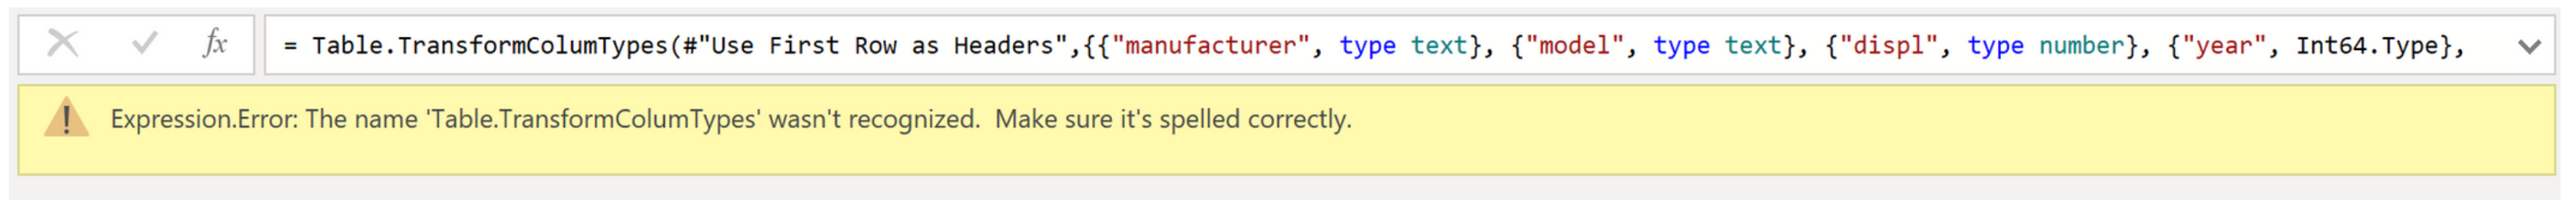 fx = Table.TransformColumTypes(#"Use First Row as Headers",{{"manufacturer", type text}, {"model", type text}, {"displ", type number}, {"year", Int64.Type},
Expression.Error: The name 'Table.TransformColumTypes' wasn't recognized.  Make sure it's spelled correctly.